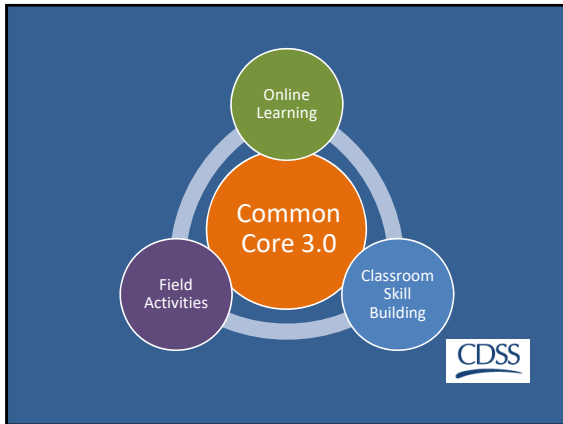 Online
Learning
Common
Core 3.0
Field
Activities
Classroom
Skill
Building
CDSS